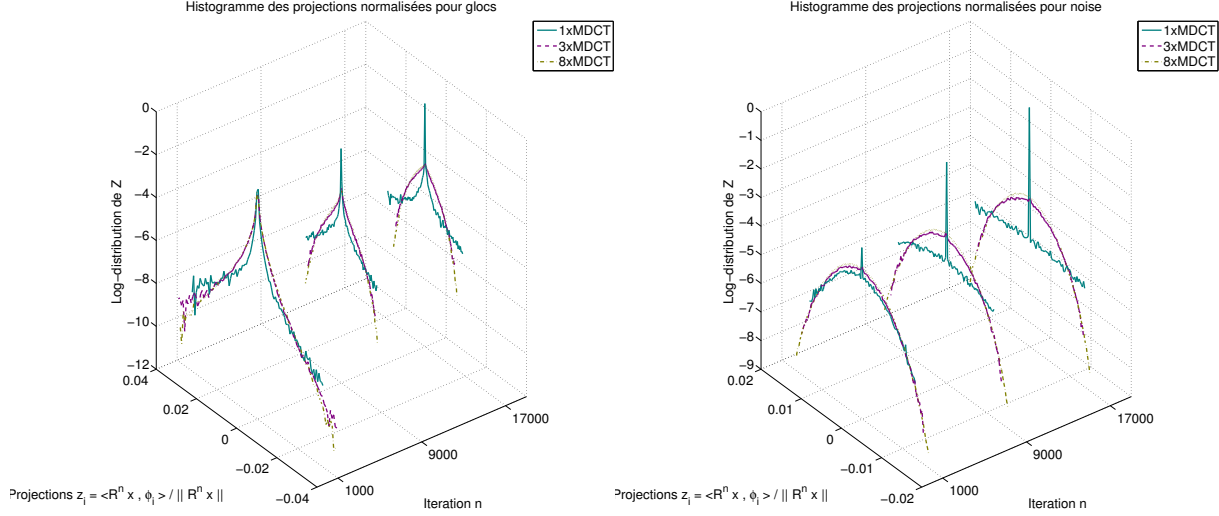 Histogramme des projections normalisées pour glocs
1xMDCT
3xMDCT
8xMDCT
0
−2
−4
−6
−8
−10
−12
Log−distribution de Z
0.04
0.02
0
−0.02
−0.04
1000
9000
17000
Projections z_i = <R^n x , ϕ_i > / || R^n x ||
Iteration n
Histogramme des projections normalisées pour noise
1xMDCT
3xMDCT
8xMDCT
0
−1
−2
−3
−4
−5
−6
−7
−8
−9
Log−distribution de Z
0.02
0.01
0
−0.01
−0.02
1000
9000
17000
Projections z_i = <R^n x , ϕ_i > / || R^n x ||
Iteration n